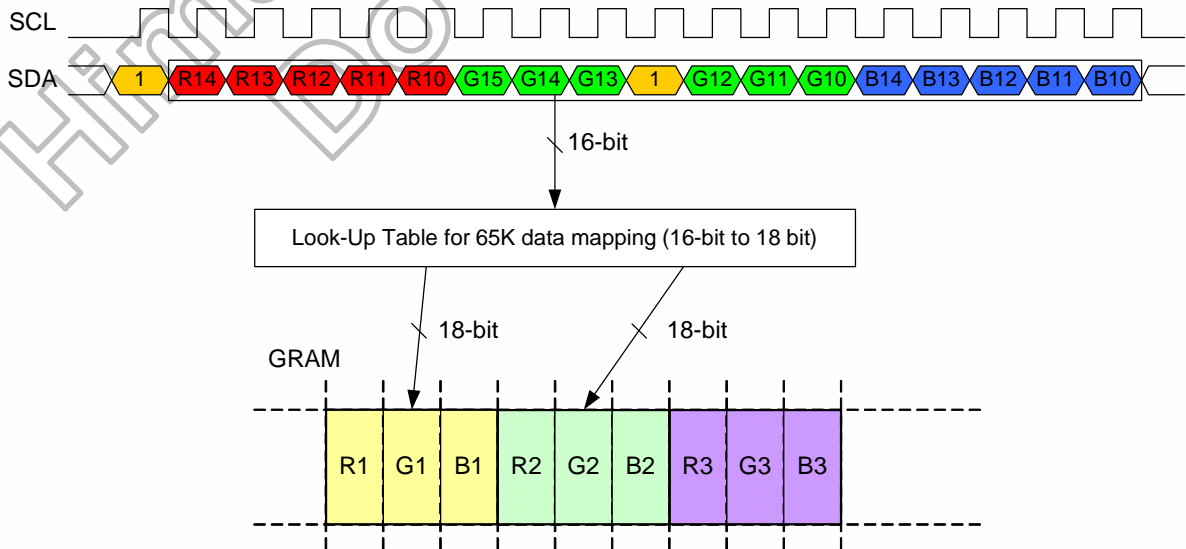 SCL
SDA 1 R14 R13 R12 R11 R10 G15 G14 G13 1 G12 G11 G10 B14 B13 B12 B11 B10
16-bit
Look-Up Table for 65K data mapping (16-bit to 18 bit)
18-bit 18-bit
GRAM
R1 G1 B1 R2 G2 B2 R3 G3 B3